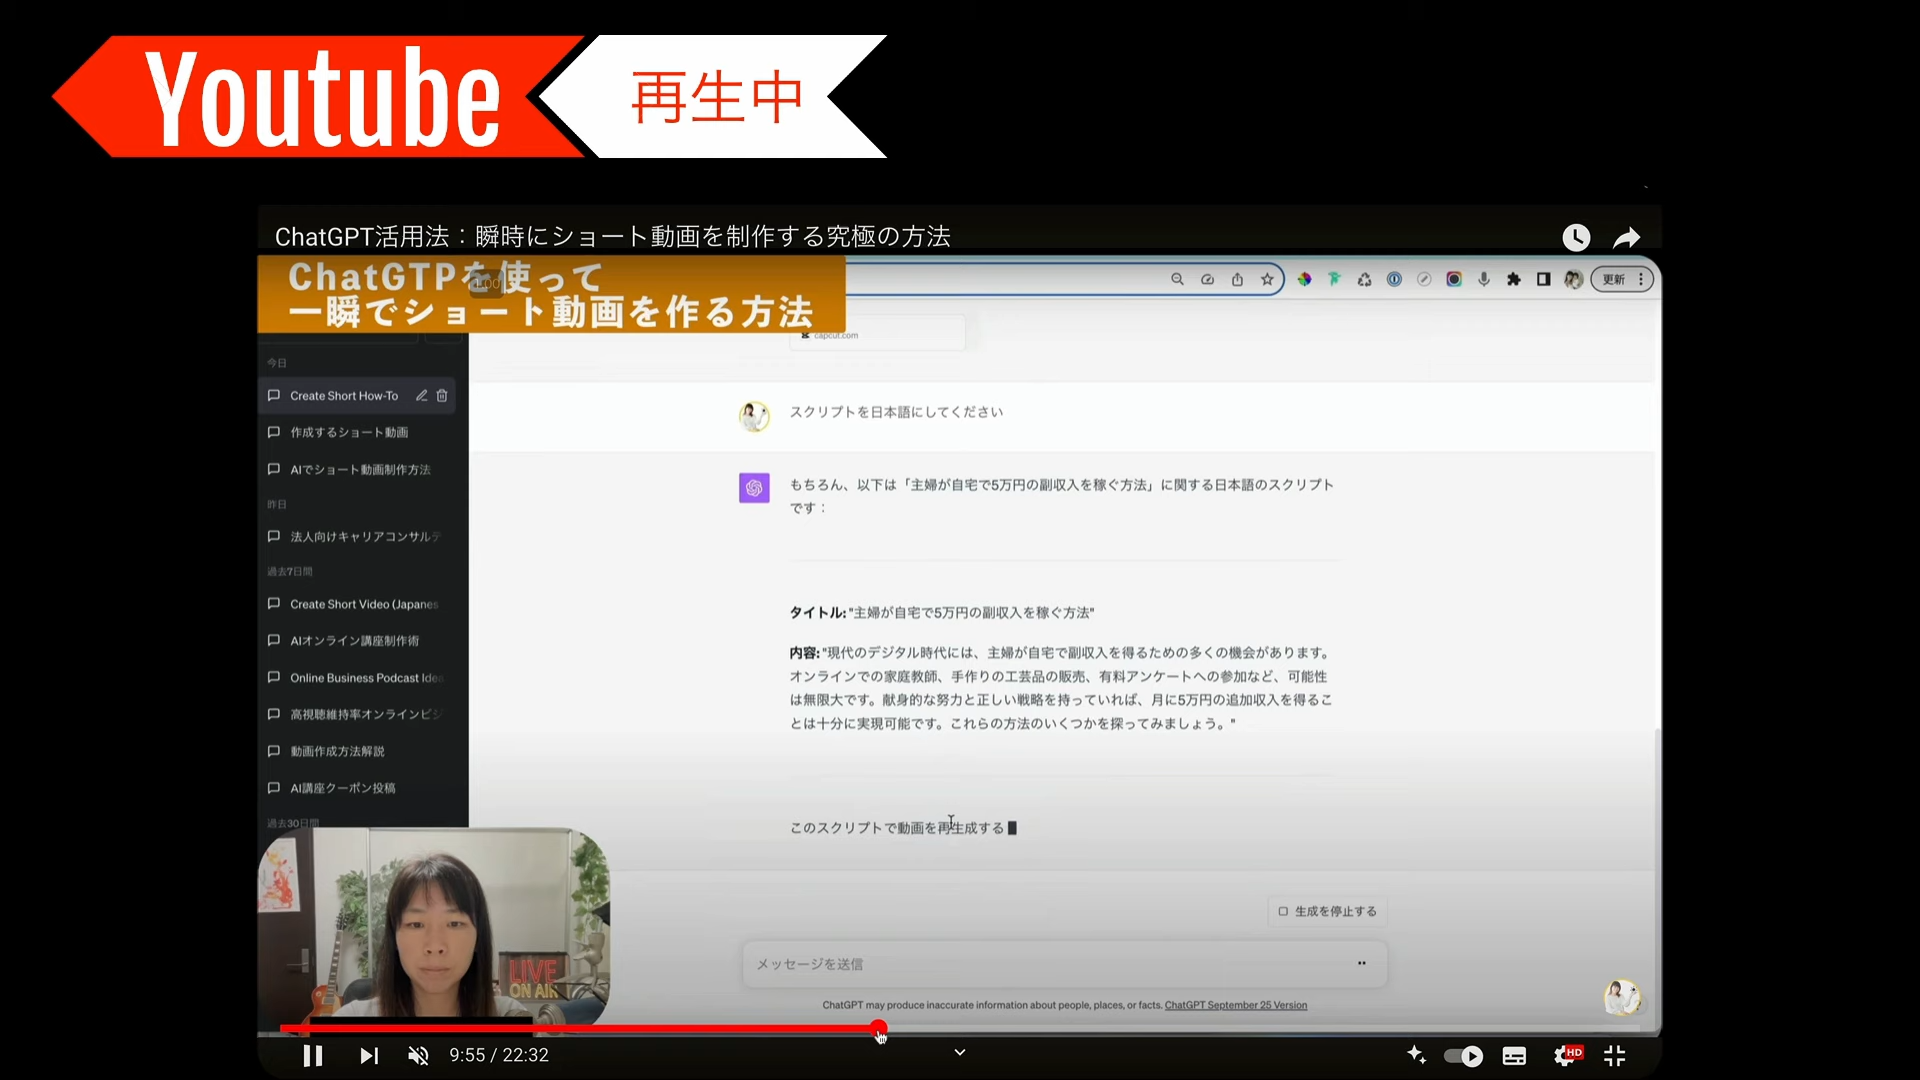 Youtube
再生中
ChatGPT活用法：瞬時にショート動画を制作する究極の方法
ChatGTPを使って
一瞬でショート動画を作る方法
更新
capcut.com
今日
Create Short How-To
作成するショート動画
AIでショート動画制作方法
昨日
法人向けキャリアコンサルテ
過去7日間
Create Short Video (Japanes
AIオンライン講座制作術
Online Business Podcast Idea
高視聴維持率オンラインビジ
動画作成方法解説
AI講座クーポン投稿
過去30日間
スクリプトを日本語にしてください
もちろん、以下は「主婦が自宅で5万円の副収入を稼ぐ方法」に関する日本語のスクリプト
です：
タイトル: "主婦が自宅で5万円の副収入を稼ぐ方法"
内容: "現代のデジタル時代には、主婦が自宅で副収入を得るための多くの機会があります。
オンラインでの家庭教師、手作りの工芸品の販売、有料アンケートへの参加など、可能性
は無限大です。献身的な努力と正しい戦略を持っていれば、月に5万円の追加収入を得るこ
とは十分に実現可能です。これらの方法のいくつかを探ってみましょう。"
このスクリプトで動画を再生成する
生成を停止する
メッセージを送信
ChatGPT may produce inaccurate information about people, places, or facts. ChatGPT September 25 Version
LIVE
ON AIR
9:55 / 22:32
HD